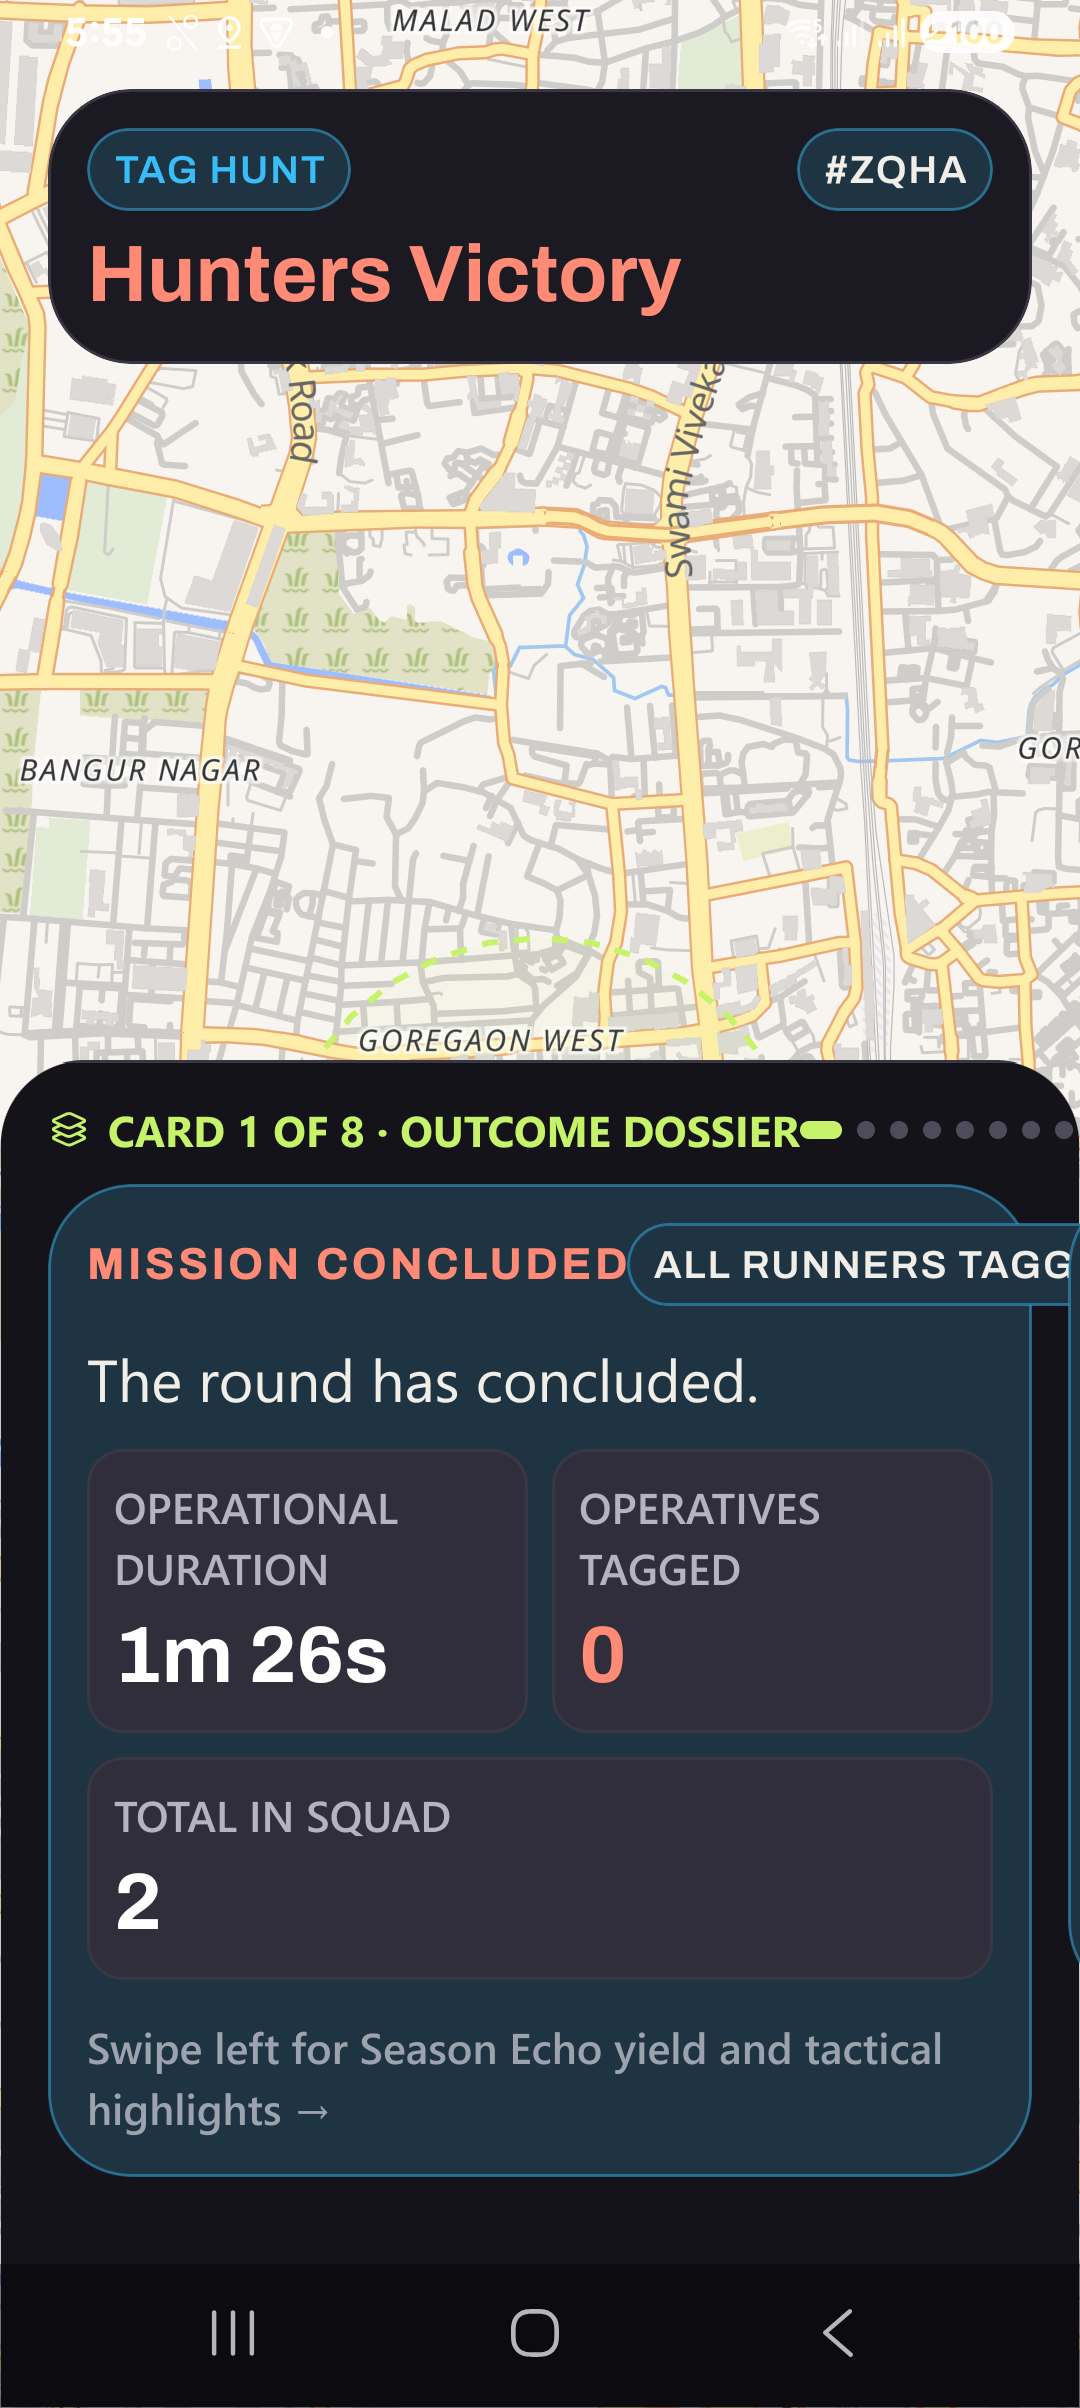 5:55
MALAD WEST
5
100
TAG HUNT
#ZQHA
Hunters Victory
Road
Swami Viveka
BANGUR NAGAR
GOR
GOREGAON WEST
CARD 1 OF 8 · OUTCOME DOSSIER
MISSION CONCLUDED
ALL RUNNERS TAGG
The round has concluded.
OPERATIONAL
DURATION
1m 26s
OPERATIVES
TAGGED
0
TOTAL IN SQUAD
2
Swipe left for Season Echo yield and tactical
highlights →